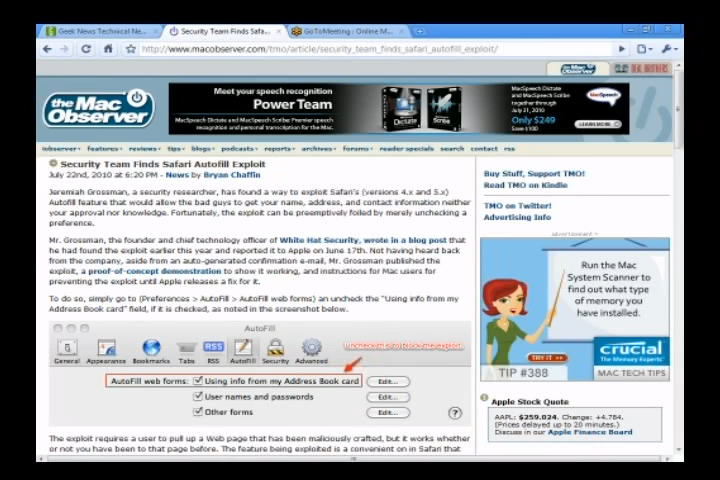 Geek News Technical Ne...
Security Team Finds Safa...
GoToMeeting : Online M...
http://www.macobserver.com/tmo/article/security_team_finds_safari_autofill_exploit/
the Mac Observer
Meet your speech recognition
Power Team
MacSpeech Dictate and MacSpeech Scribe Premier speech
recognition and personal transcription for the Mac.
Dictate
Scribe
MacSpeech Dictate
and MacSpeech Scribe
together through
July 31, 2010
Only $249
Save $100
MacSpeech
LEARN MORE
observer features reviews tips blogs podcasts reports archives forums reader specials search contact rss
Security Team Finds Safari Autofill Exploit
July 22nd, 2010 at 6:20 PM - News by Bryan Chaffin
Jeremiah Grossman, a security researcher, has found a way to exploit Safari's (versions 4.x and 5.x)
Autofill feature that would allow the bad guys to get your name, address, and contact information neither
your approval nor knowledge. Fortunately, the exploit can be preemptively foiled by merely unchecking a
preference.
Mr. Grossman, the founder and chief technology officer of White Hat Security, wrote in a blog post that
he had found the exploit earlier this year and reported it to Apple on June 17th. Not having heard back
from the company, aside from an auto-generated confirmation e-mail, Mr. Grossman published the
exploit, a proof-of-concept demonstration to show it working, and instructions for Mac users for
preventing the exploit until Apple releases a fix for it.
To do so, simply go to (Preferences > AutoFill > AutoFill web forms) an uncheck the "Using info from my
Address Book card" field, if it is checked, as noted in the screenshot below.
AutoFill
RSS
General Appearance Bookmarks Tabs RSS AutoFill Security Advanced
Uncheck this to block the exploit.
AutoFill web forms: Using info from my Address Book card Edit...
User names and passwords Edit...
Other forms Edit...
?
The exploit requires a user to pull up a Web page that has been maliciously crafted, but it works whether
or not you have been to that page before. The feature being exploited is a convenient on in Safari that
Buy Stuff, Support TMO!
Read TMO on Kindle
TMO on Twitter!
Advertising Info
advertisement
Run the Mac
System Scanner to
find out what type
of memory you
have installed.
TRY IT >>
TIP #388
crucial
The Memory Experts
MAC TECH TIPS
Apple Stock Quote
AAPL: $259.024. Change: +4.784.
(Prices delayed up to 20 minutes.)
Discuss in our Apple Finance Board